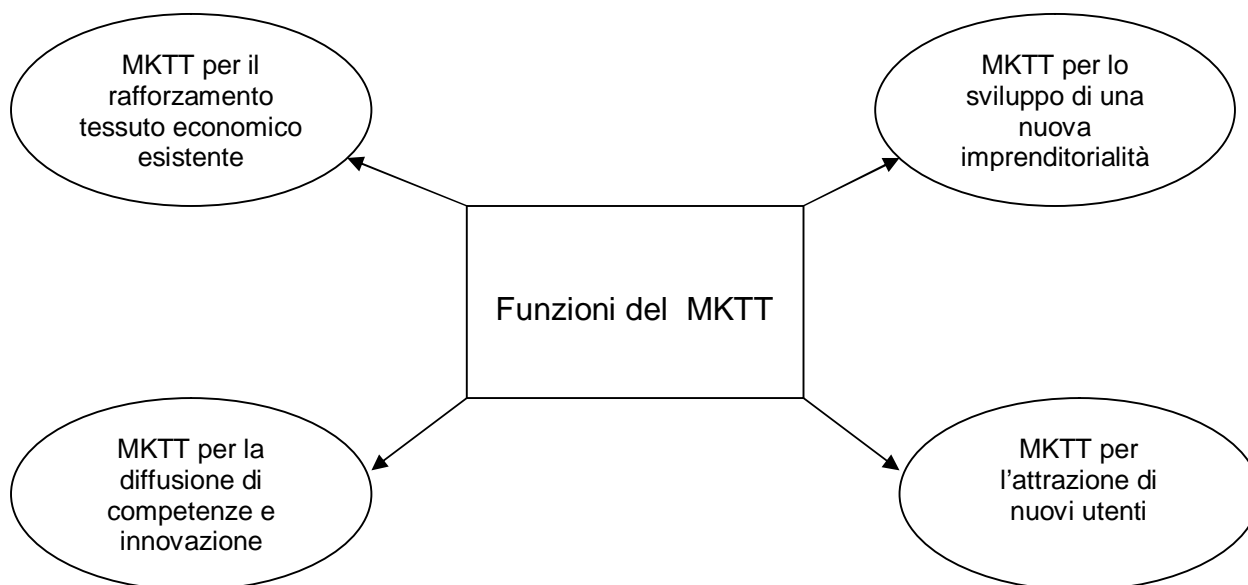 MKTT per il
rafforzamento
tessuto economico
esistente
MKTT per lo
sviluppo di una
nuova
imprenditorialità
Funzioni del MKTT
MKTT per la
diffusione di
competenze e
innovazione
MKTT per
l'attrazione di
nuovi utenti